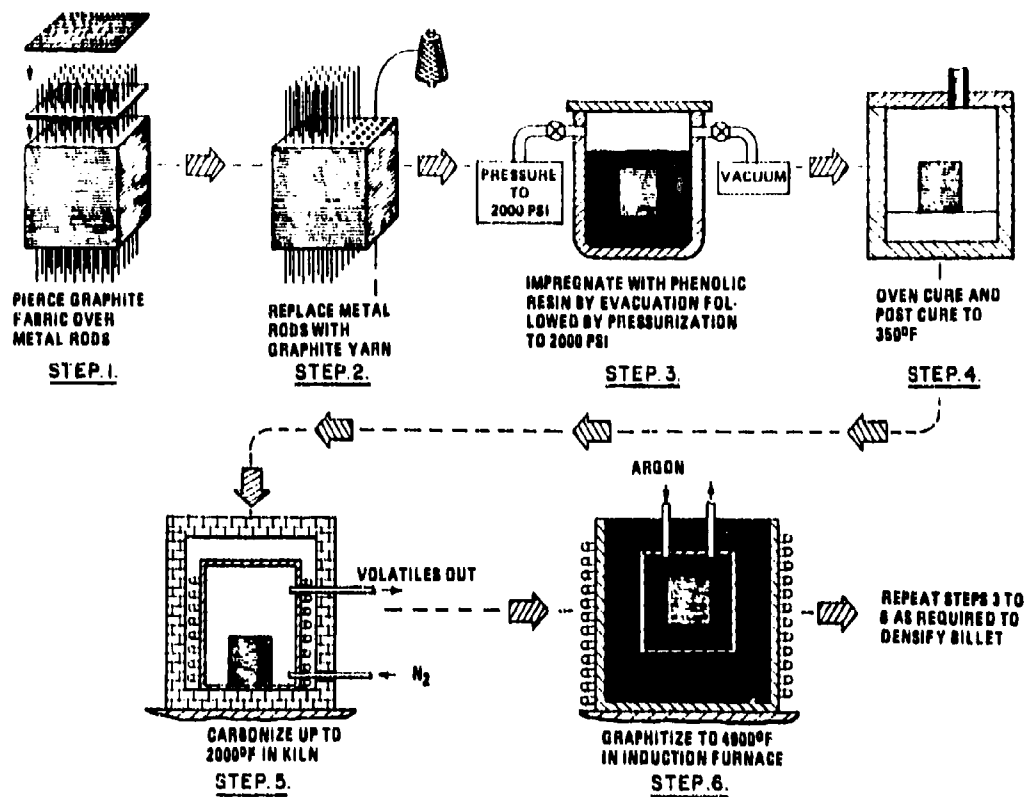 PIERCE GRAPHITE
FABRIC OVER
METAL RODS
STEP.1.
REPLACE METAL
RODS WITH
GRAPHITE YARN
STEP.2.
PRESSURE
TO
2000 PSI
VACUUM
IMPREGNATE WITH PHENOLIC
RESIN BY EVACUATION FOL-
LOWED BY PRESSURIZATION
TO 2000 PSI
STEP.3.
OVEN CURE AND
POST CURE TO
350ºF
STEP.4.
VOLATILES OUT
N₂
CARBONIZE UP TO
2000ºF IN KILN
STEP.5.
ARGON
GRAPHITIZE TO 4900ºF
IN INDUCTION FURNACE
STEP.6.
REPEAT STEPS 3 TO
6 AS REQUIRED TO
DENSIFY BILLET